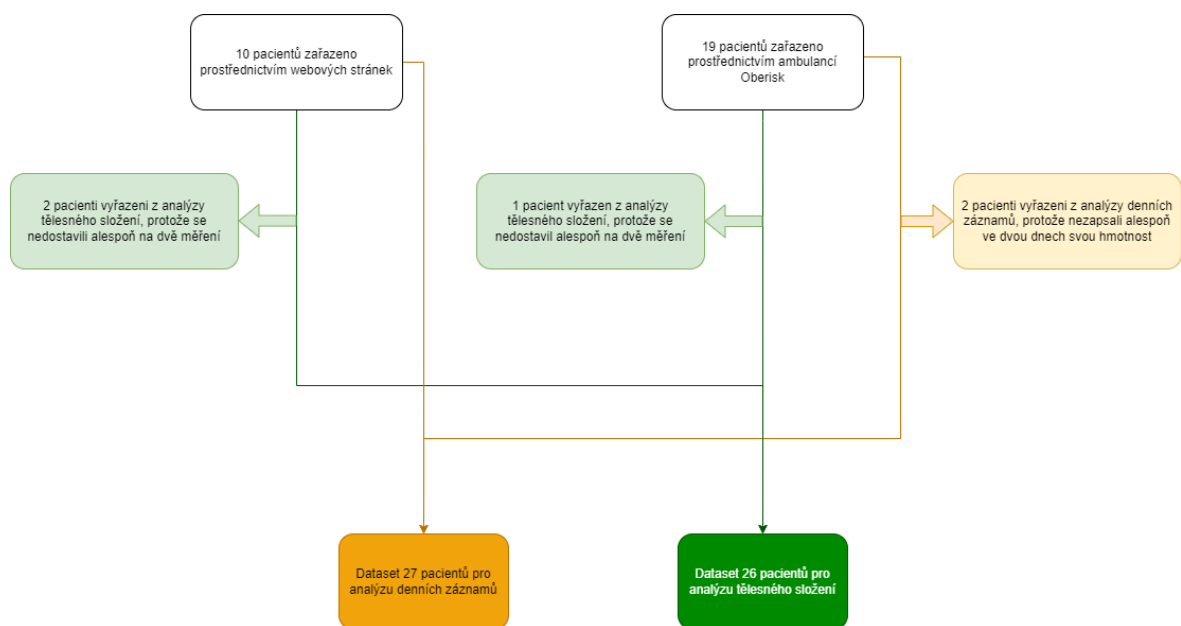 10 pacientů zařazeno
prostřednictvím webových stránek
19 pacientů zařazeno
prostřednictvím ambulancí
Oberisk
2 pacienti vyřazeni z analýzy
tělesného složení, protože se
nedostavili alespoň na dvě měření
1 pacient vyřazen z analýzy
tělesného složení, protože se
nedostavil alespoň na dvě měření
2 pacienti vyřazeni z analýzy denních
záznamů, protože nezapsali alespoň
ve dvou dnech svou hmotnost
Dataset 27 pacientů pro
analýzu denních záznamů
Dataset 26 pacientů pro
analýzu tělesného složení